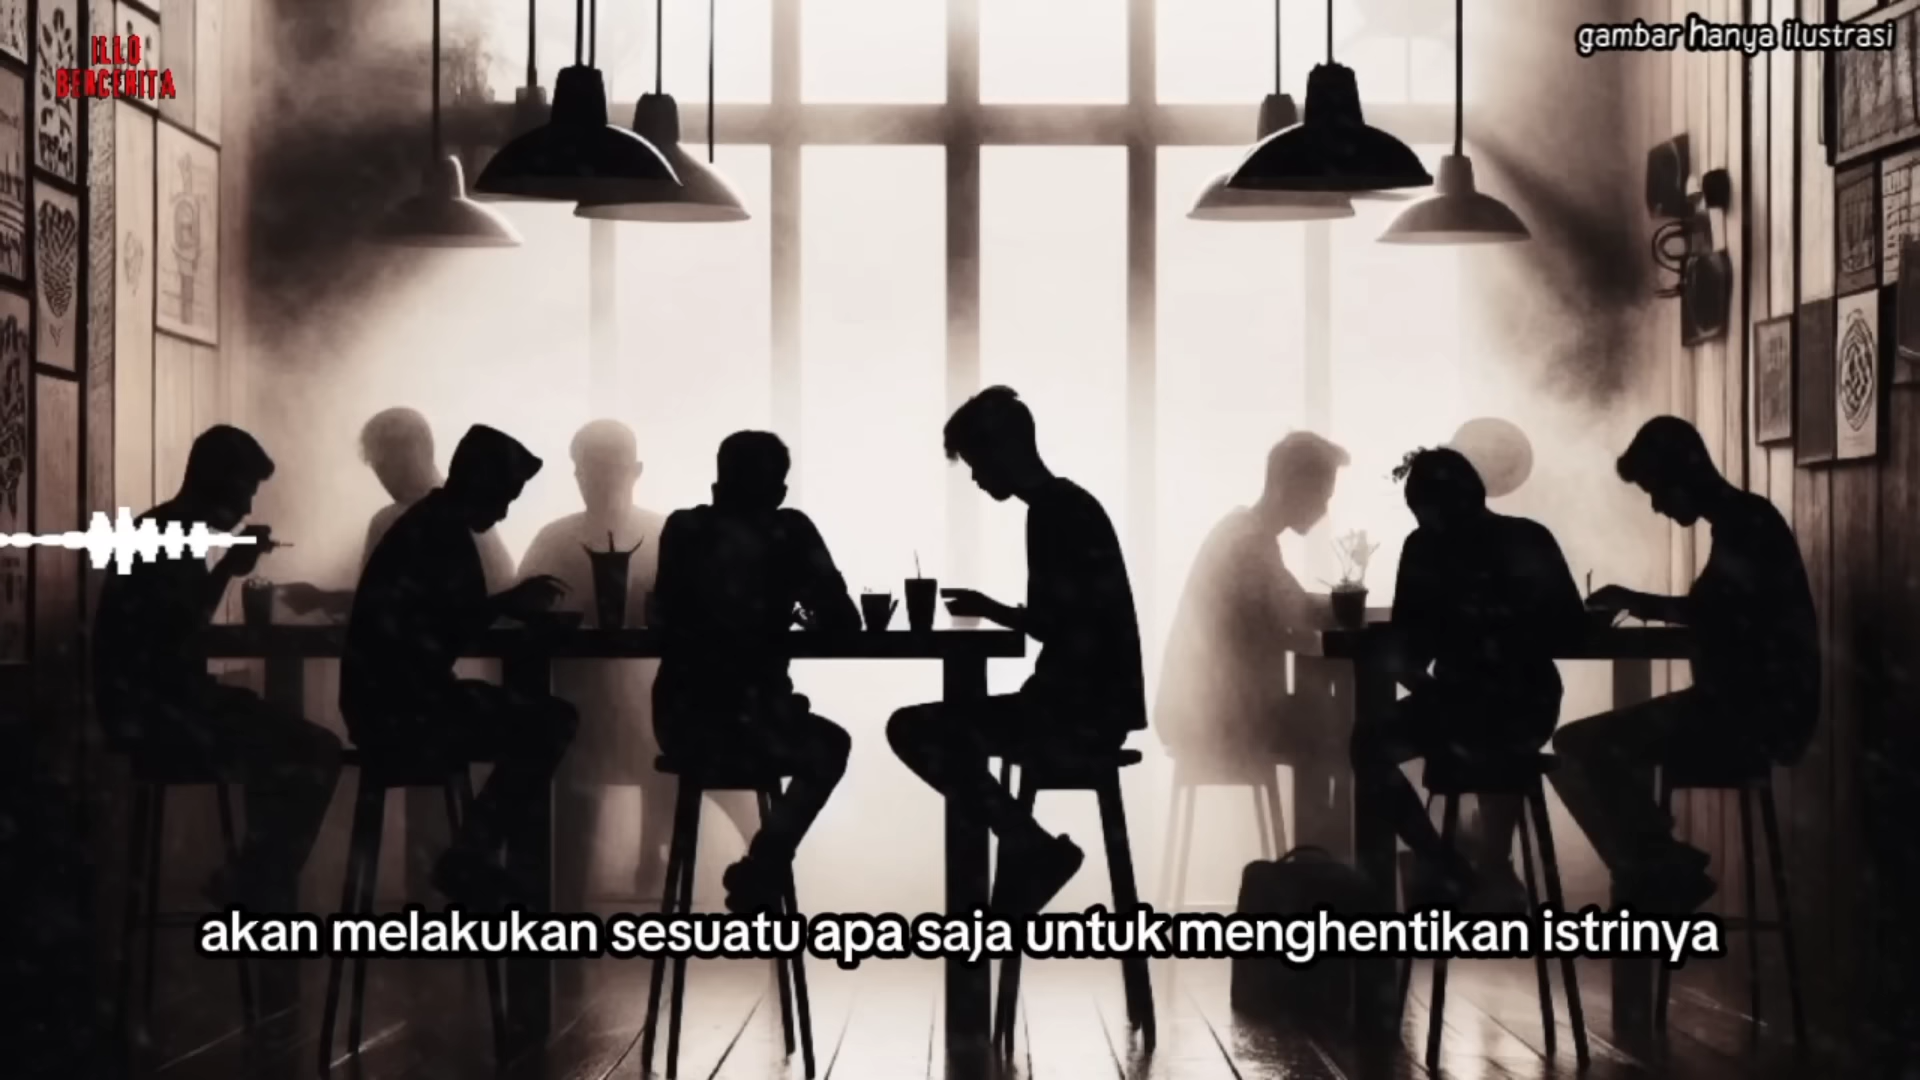 ILLO
BERCERITA
gambar hanya ilustrasi
akan melakukan sesuatu apa saja untuk menghentikan istrinya